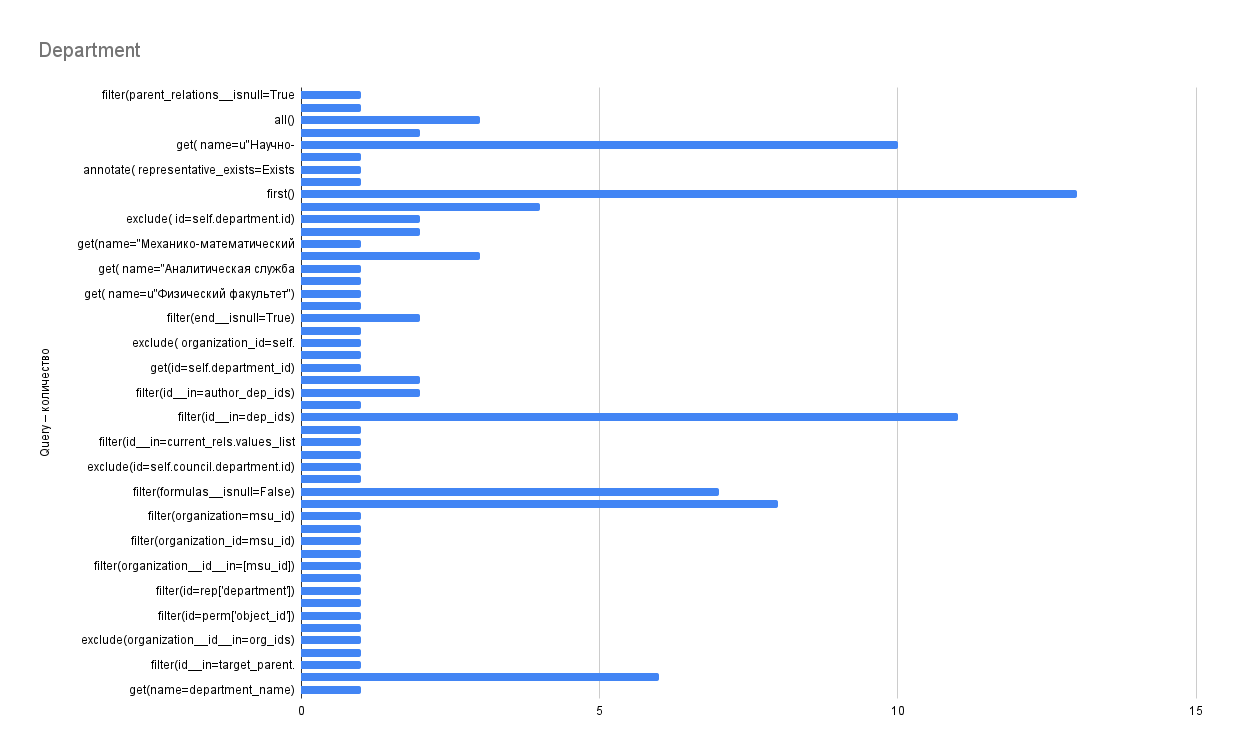 Department
filter(parent_relations__isnull=True
all()
get( name=u"Научно-
annotate( representative_exists=Exists
first()
exclude( id=self.department.id)
get(name="Механико-математический
get( name="Аналитическая служба
get( name=u"Физический факультет")
filter(end__isnull=True)
exclude( organization_id=self.
get(id=self.department_id)
filter(id__in=author_dep_ids)
filter(id__in=dep_ids)
filter(id__in=current_rels.values_list
exclude(id=self.council.department.id)
filter(formulas__isnull=False)
filter(organization=msu_id)
filter(organization_id=msu_id)
filter(organization__id__in=[msu_id])
filter(id=rep['department'])
filter(id=perm['object_id'])
exclude(organization__id__in=org_ids)
filter(id__in=target_parent.
get(name=department_name)
Query – количество
0 5 10 15